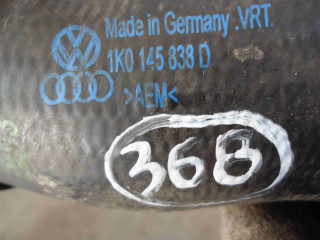 Made in Germany .VRT.
1K0 145 838 D
>AEM<
368